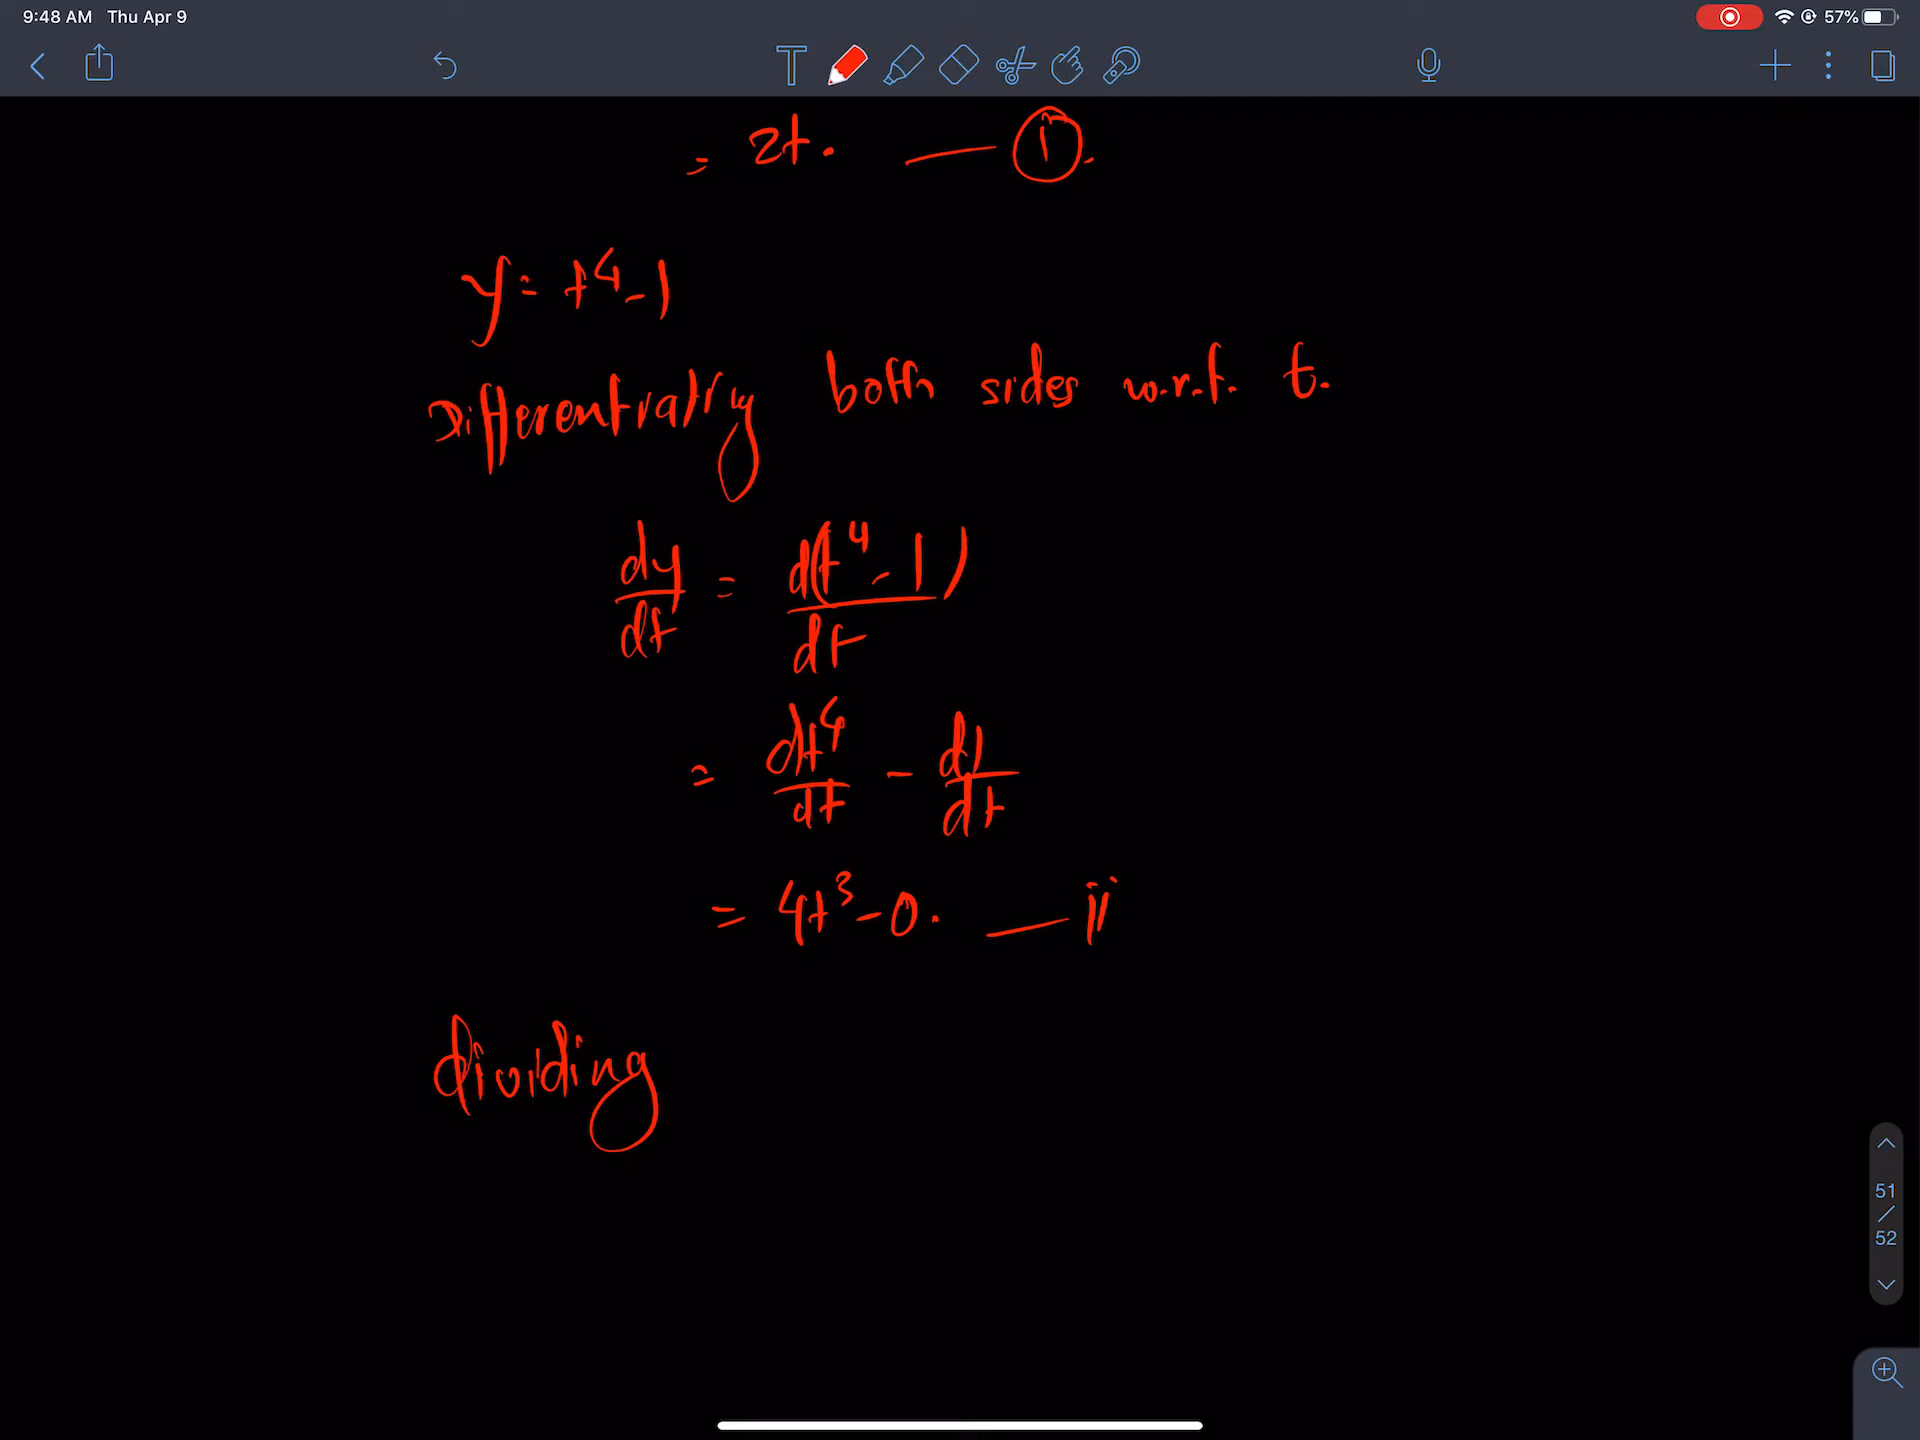 9:48 AM Thu Apr 9 57%
= 2t. — (i).
y = t⁴ - 1
Differentiating both sides w.r.t. t.
dy/dt = d(t⁴ - 1)/dt
= dt⁴/dt - d1/dt
= 4t³ - 0. — ii
dividing
51
/
52